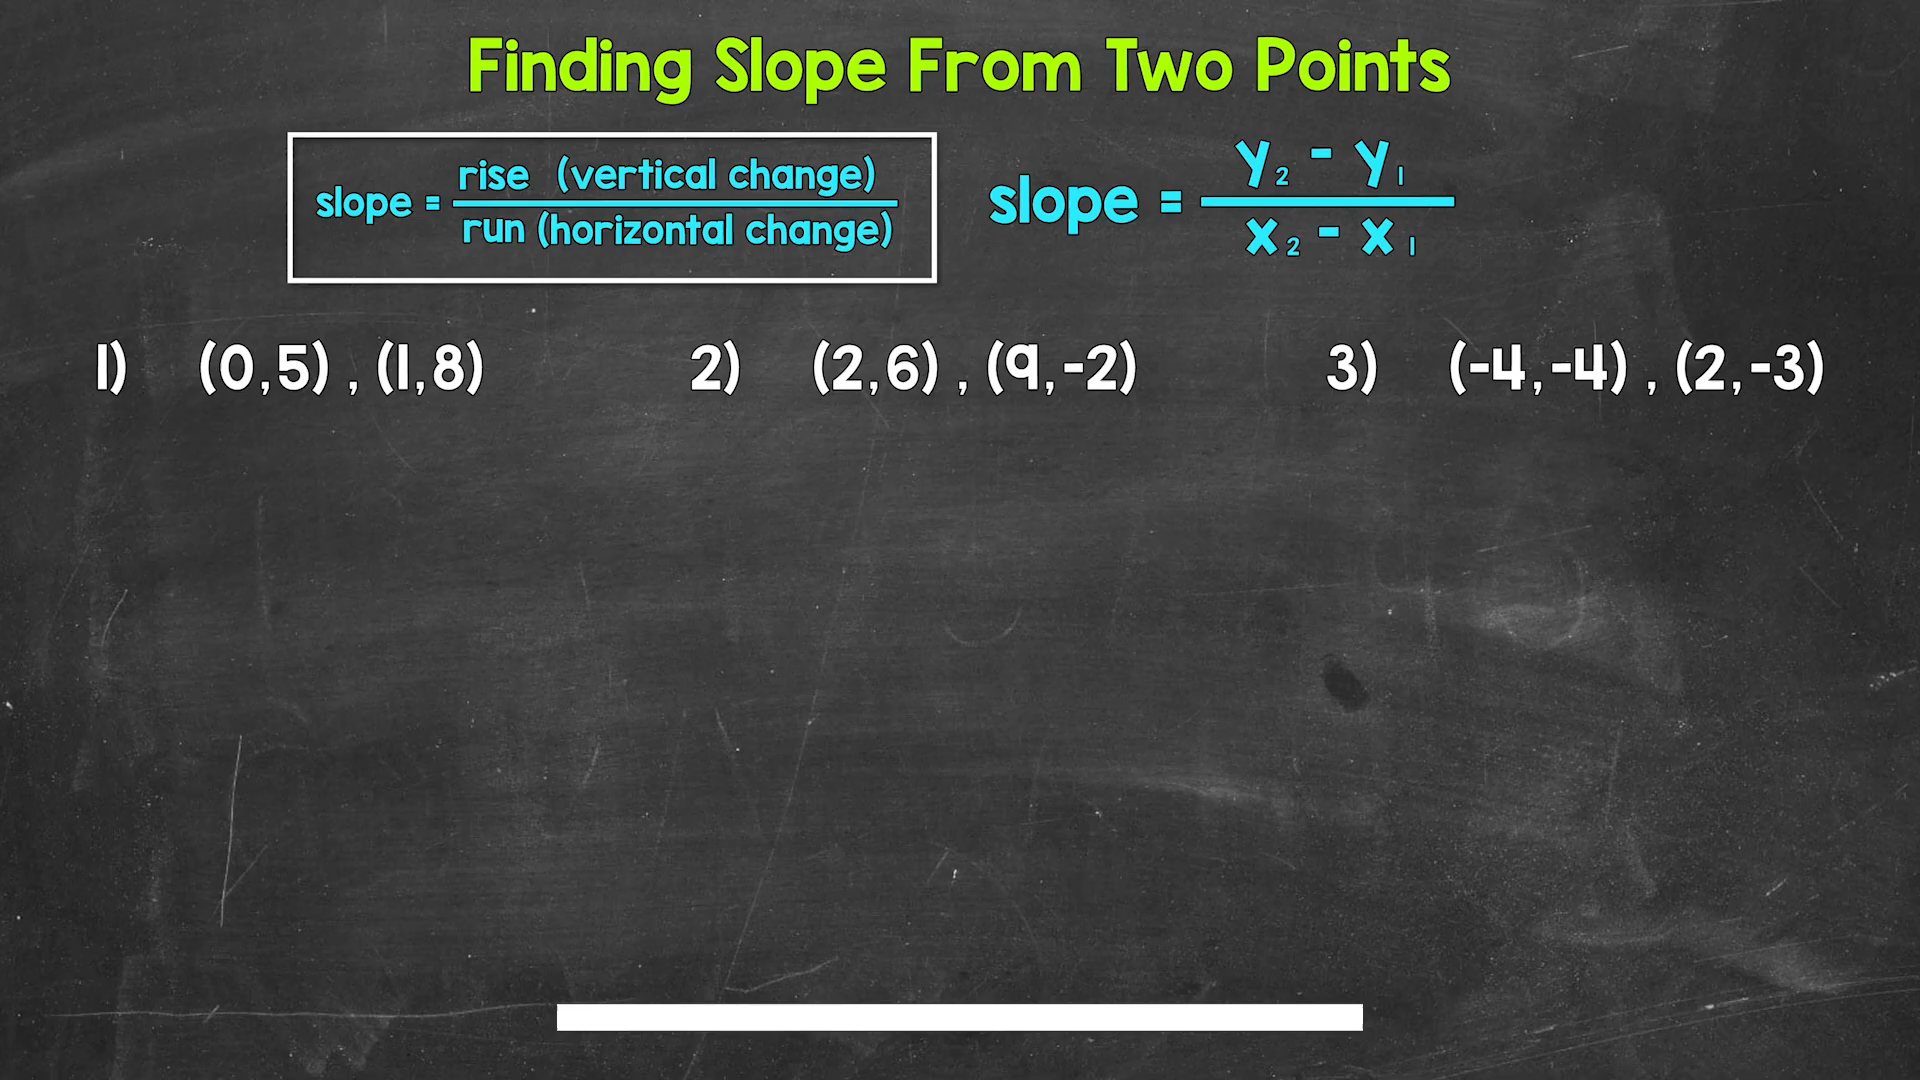 Finding Slope From Two Points
slope = rise (vertical change) / run (horizontal change)
slope = y₂ - y₁ / x₂ - x₁
1) (0,5) , (1,8)
2) (2,6) , (9,-2)
3) (-4,-4) , (2,-3)